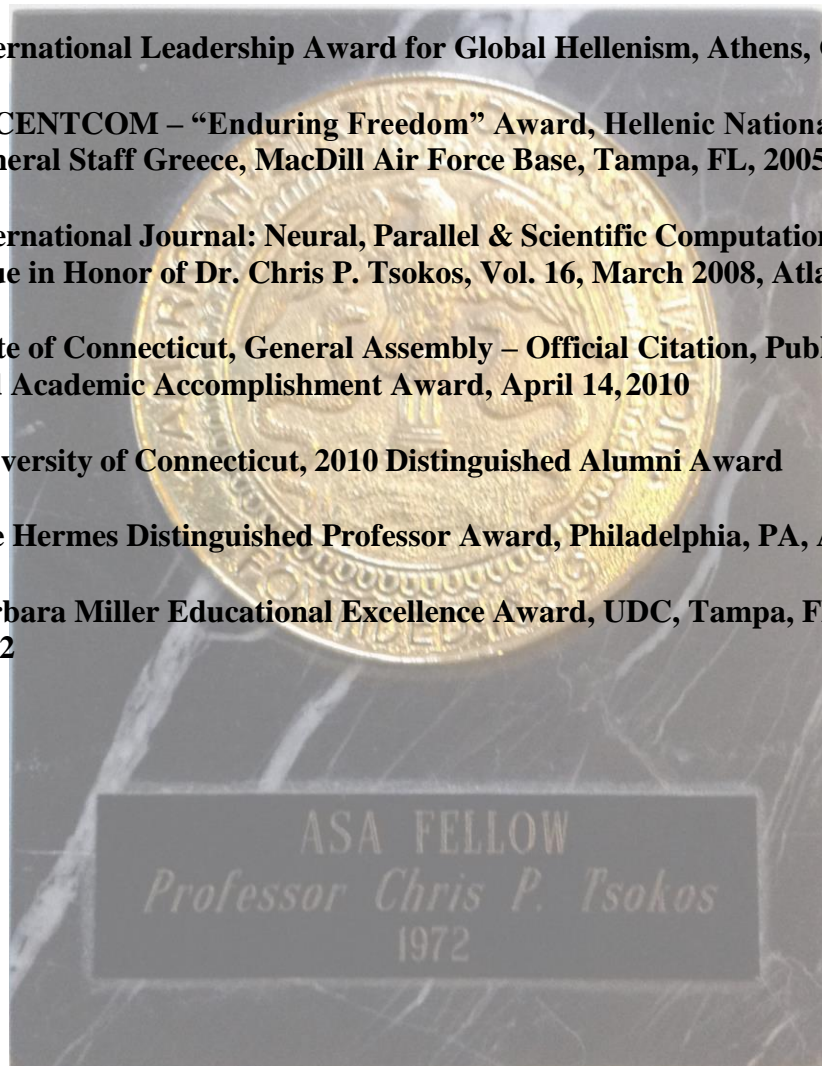 ernational Leadership Award for Global Hellenism, Athens,
CENTCOM – “Enduring Freedom” Award, Hellenic Nationa
neral Staff Greece, MacDill Air Force Base, Tampa, FL, 2005
ernational Journal: Neural, Parallel & Scientific Computation
ue in Honor of Dr. Chris P. Tsokos, Vol. 16, March 2008, Atla
te of Connecticut, General Assembly – Official Citation, Publ
Academic Accomplishment Award, April 14, 2010
versity of Connecticut, 2010 Distinguished Alumni Award
e Hermes Distinguished Professor Award, Philadelphia, PA, A
rbara Miller Educational Excellence Award, UDC, Tampa, F
2
FOUNDED 1839
ASA FELLOW
Professor Chris P. Tsokos
1972